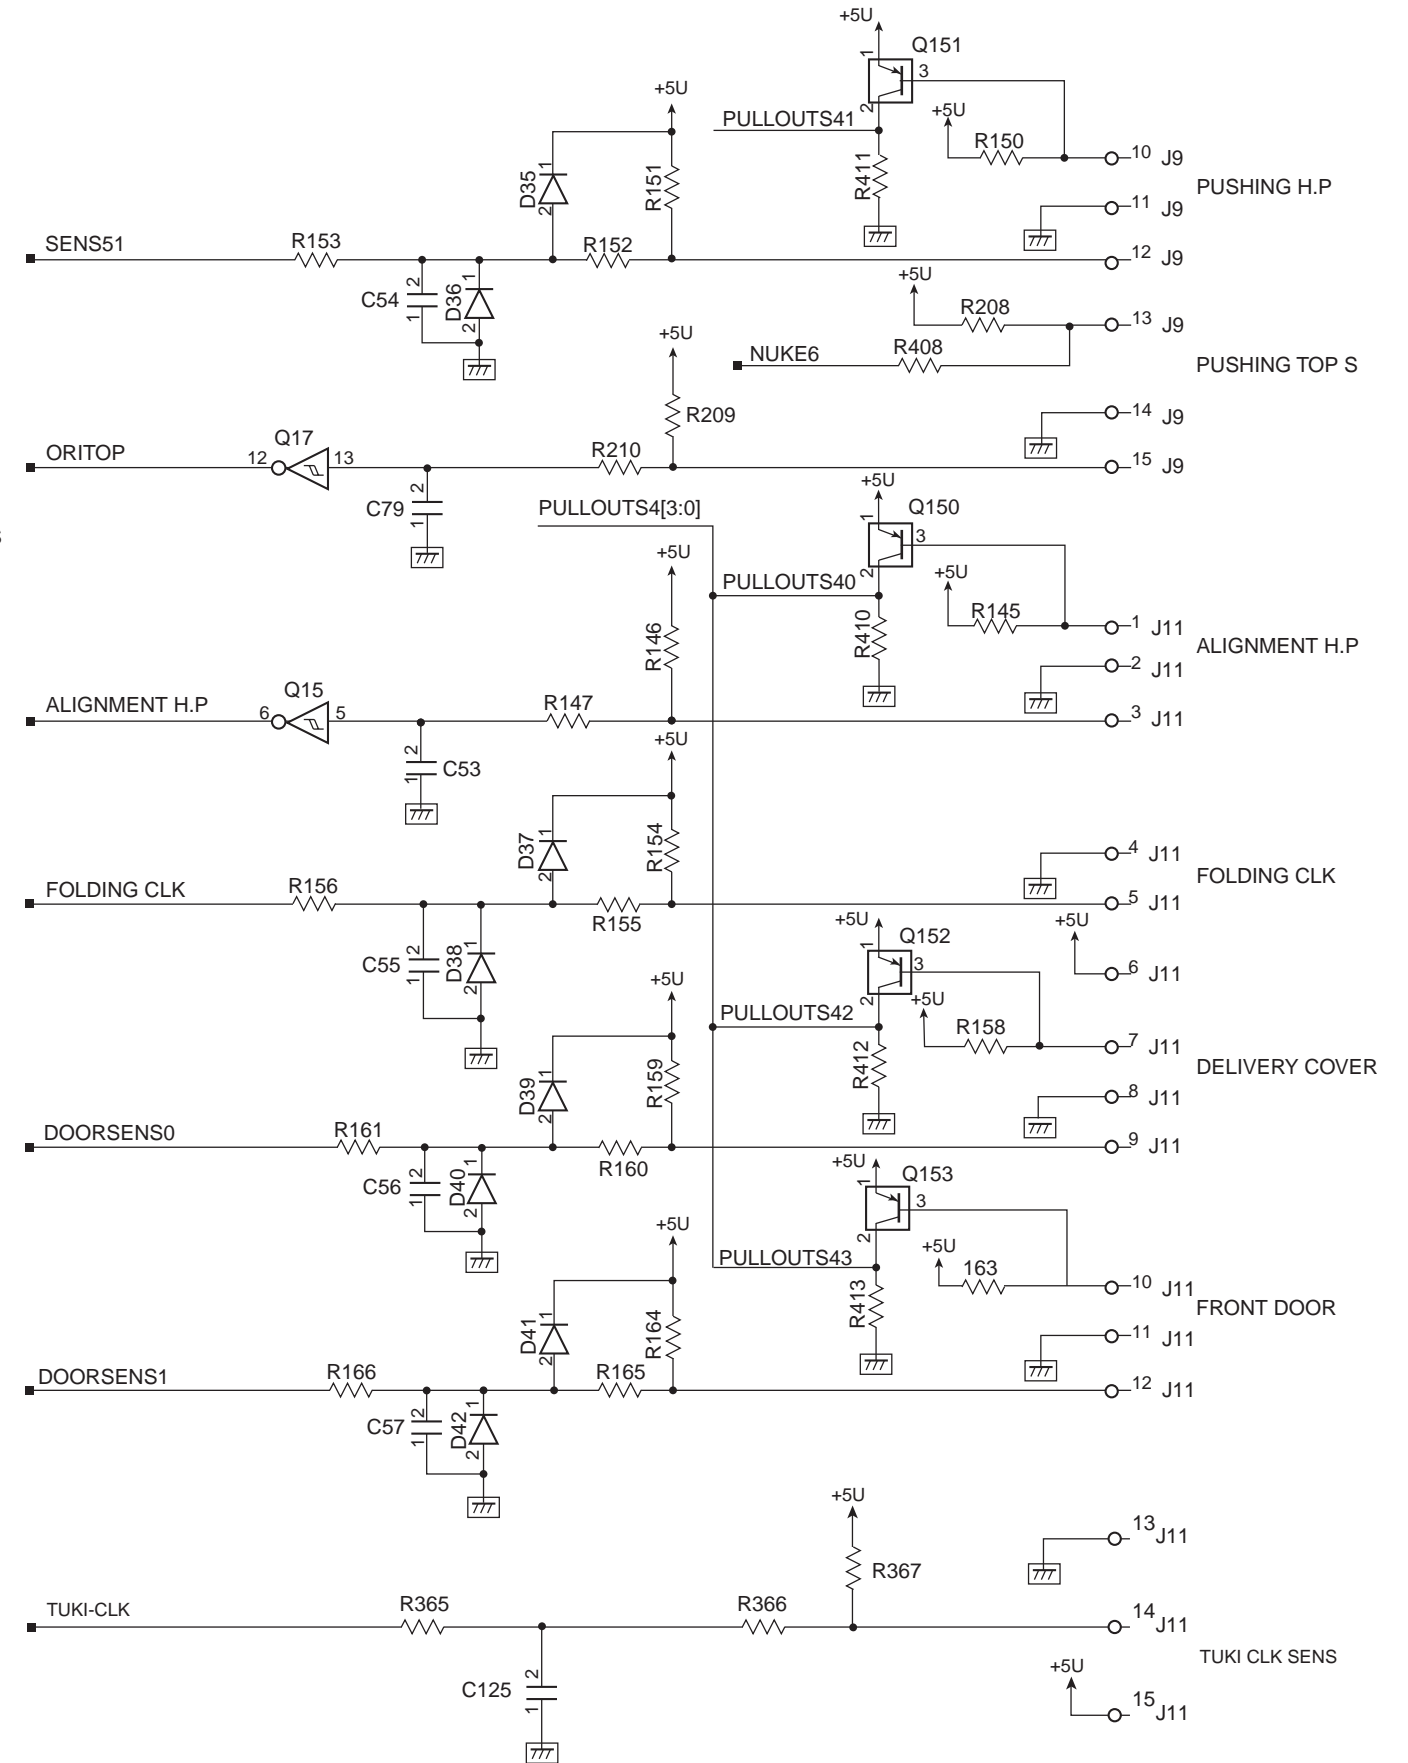 +5U
Q151
1
3
2
+5U
PULLOUTS41
+5U
R150
R411
10 J9
PUSHING H.P
11 J9
D35
1
2
R151
SENS51
R153
R152
12 J9
C54
2
1
D36
1
2
+5U
R208
13 J9
+5U
NUKE6
R408
PUSHING TOP S
R209
14 J9
ORITOP
Q17
12
13
R210
15 J9
C79
2
1
+5U
Q150
1
3
2
PULLOUTS4[3:0]
+5U
PULLOUTS40
+5U
R145
R410
R146
1 J11
ALIGNMENT H.P
2 J11
ALIGNMENT H.P
Q15
6
5
R147
3 J11
C53
2
1
+5U
D37
1
2
R154
4 J11
FOLDING CLK
FOLDING CLK
R156
R155
5 J11
C55
2
1
D38
1
2
+5U
Q152
1
3
2
+5U
6 J11
+5U
PULLOUTS42
+5U
R158
R412
7 J11
DELIVERY COVER
D39
1
2
R159
8 J11
DOORSENS0
R161
R160
9 J11
C56
2
1
D40
1
2
+5U
Q153
1
3
2
+5U
PULLOUTS43
+5U
163
R413
10 J11
FRONT DOOR
D41
1
2
R164
11 J11
DOORSENS1
R166
R165
12 J11
C57
2
1
D42
1
2
+5U
R367
13 J11
TUKI-CLK
R365
R366
14 J11
TUKI CLK SENS
C125
2
1
+5U
15 J11